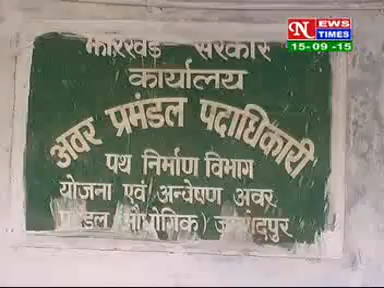 NEWS
TIMES
15-09-15
झारखंड सरकार
कार्यालय
अवर प्रमंडल पदाधिकारी
पथ निर्माण विभाग
योजना एवं अन्वेषण अवर
प्रमंडल (औधोगिक) जमशेदपुर